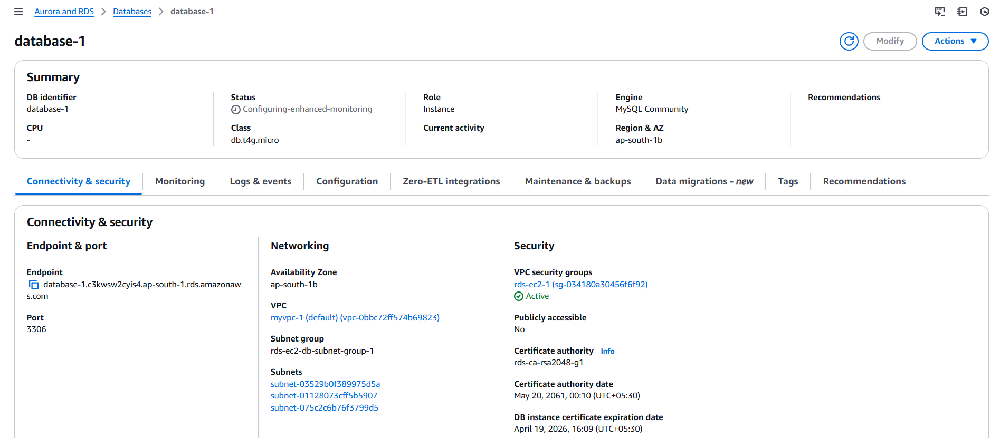 Aurora and RDS > Databases > database-1
database-1
Modify
Actions
Summary
DB identifier
database-1
Status
Configuring-enhanced-monitoring
Role
Instance
Engine
MySQL Community
Recommendations
CPU
-
Class
db.t4g.micro
Current activity
Region & AZ
ap-south-1b
Connectivity & security
Monitoring
Logs & events
Configuration
Zero-ETL integrations
Maintenance & backups
Data migrations - new
Tags
Recommendations
Connectivity & security
Endpoint & port
Endpoint
database-1.c3kwsw2cyis4.ap-south-1.rds.amazonaw
s.com
Port
3306
Networking
Availability Zone
ap-south-1b
VPC
myvpc-1 (default) (vpc-0bbc72ff574b69823)
Subnet group
rds-ec2-db-subnet-group-1
Subnets
subnet-03529b0f389975d5a
subnet-01128073cff5b5907
subnet-075c2c6b76f3799d5
Security
VPC security groups
rds-ec2-1 (sg-034180a30456f6f92)
Active
Publicly accessible
No
Certificate authority Info
rds-ca-rsa2048-g1
Certificate authority date
May 20, 2061, 00:10 (UTC+05:30)
DB instance certificate expiration date
April 19, 2026, 16:09 (UTC+05:30)